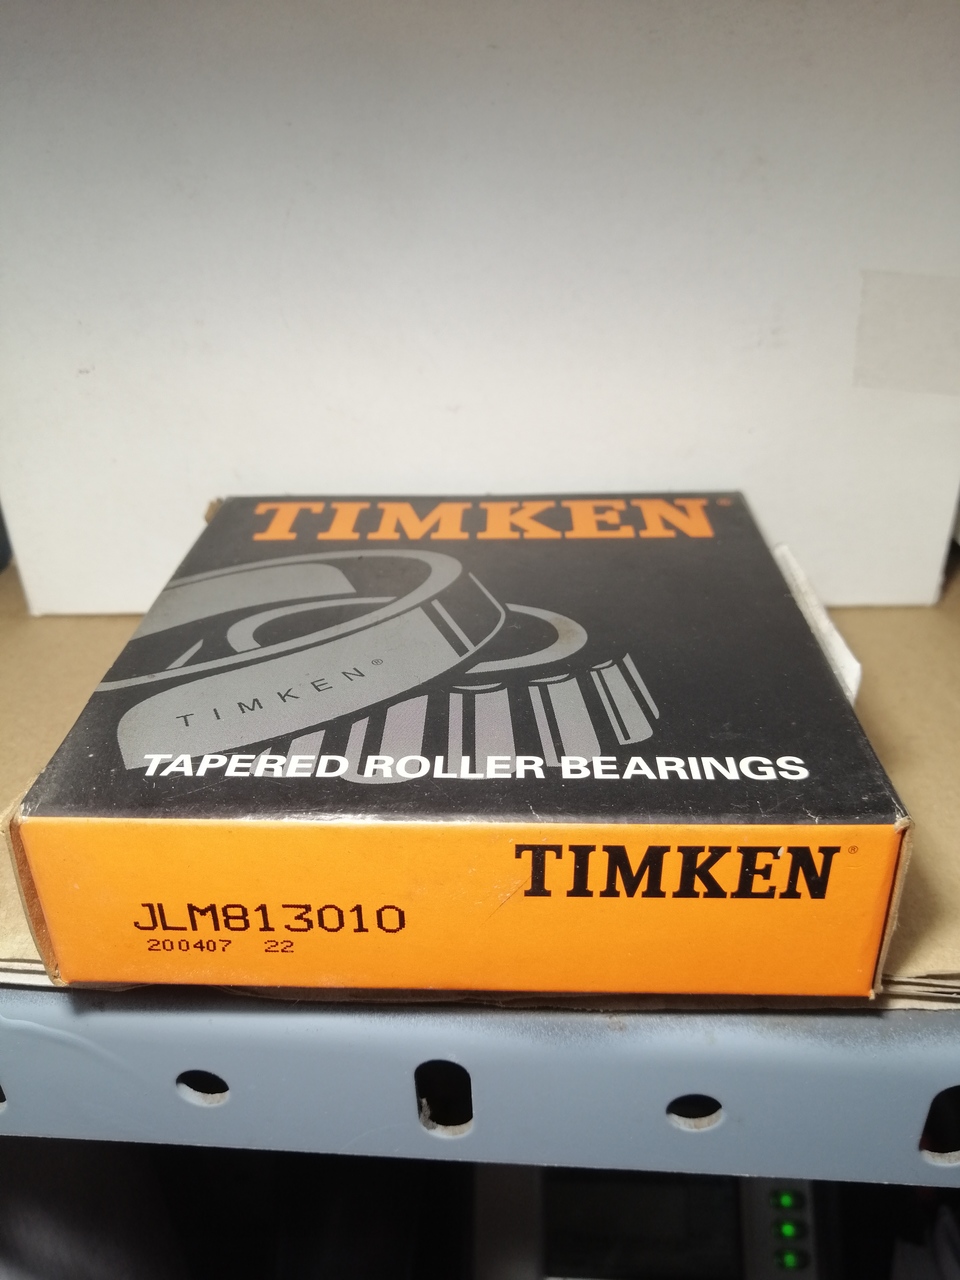 TIMKEN®
TIMKEN®
TAPERED ROLLER BEARINGS
TIMKEN®
JLM813010
200407 22